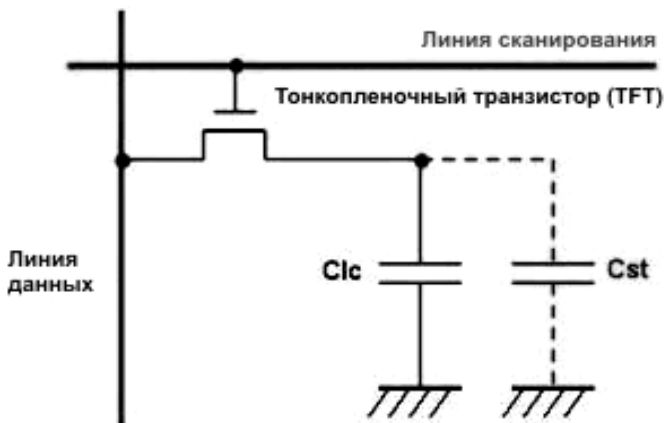 Линия сканирования
Тонкопленочный транзистор (TFT)
Линия
данных
Clc
Cst